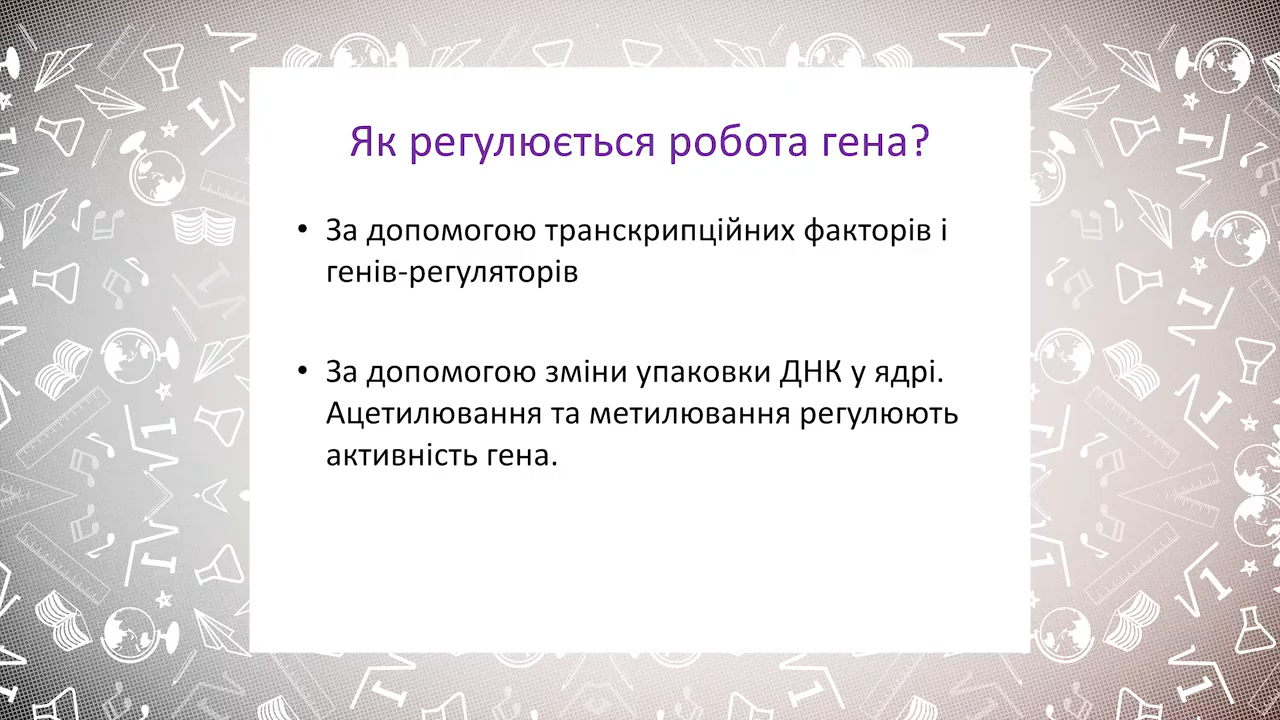 Як регулюється робота гена?
• За допомогою транскрипційних факторів і
генів-регуляторів
• За допомогою зміни упаковки ДНК у ядрі.
Ацетилювання та метилювання регулюють
активність гена.